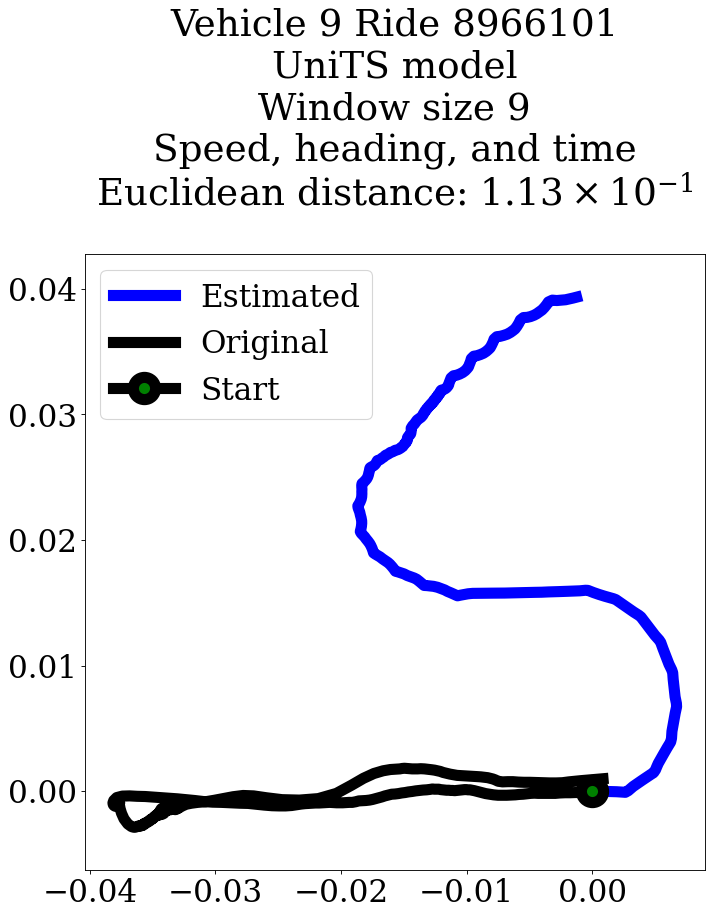 Vehicle 9 Ride 8966101
UniTS model
Window size 9
Speed, heading, and time
Euclidean distance: 1.13 × 10⁻¹
Estimated
Original
Start
0.04
0.03
0.02
0.01
0.00
−0.04 −0.03 −0.02 −0.01 0.00